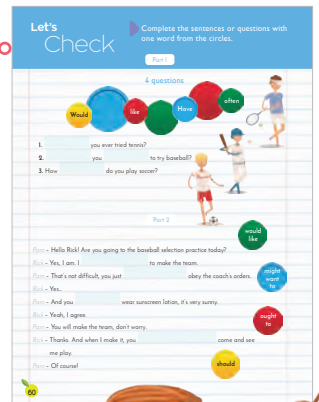 Let's
Check
Complete the sentences or questions with
one word from the circles.
Part 1
4 questions
Would
like
Have
often
1. you ever tried tennis?
2. you to try baseball?
3. How do you play soccer?
Part 2
would
like
Pam – Hello Rick! Are you going to the baseball selection practice today?
Rick – Yes, I am. I to make the team.
Pam – That's not difficult, you just obey the coach's orders.
Rick – Yes.
might
want
to
Pam – And you wear sunscreen lotion, it's very sunny.
Rick – Yeah, I agree.
ought
to
Pam – You will make the team, don't worry.
Rick – Thanks. And when I make it, you come and see
me play.
Pam – Of course!
should
60